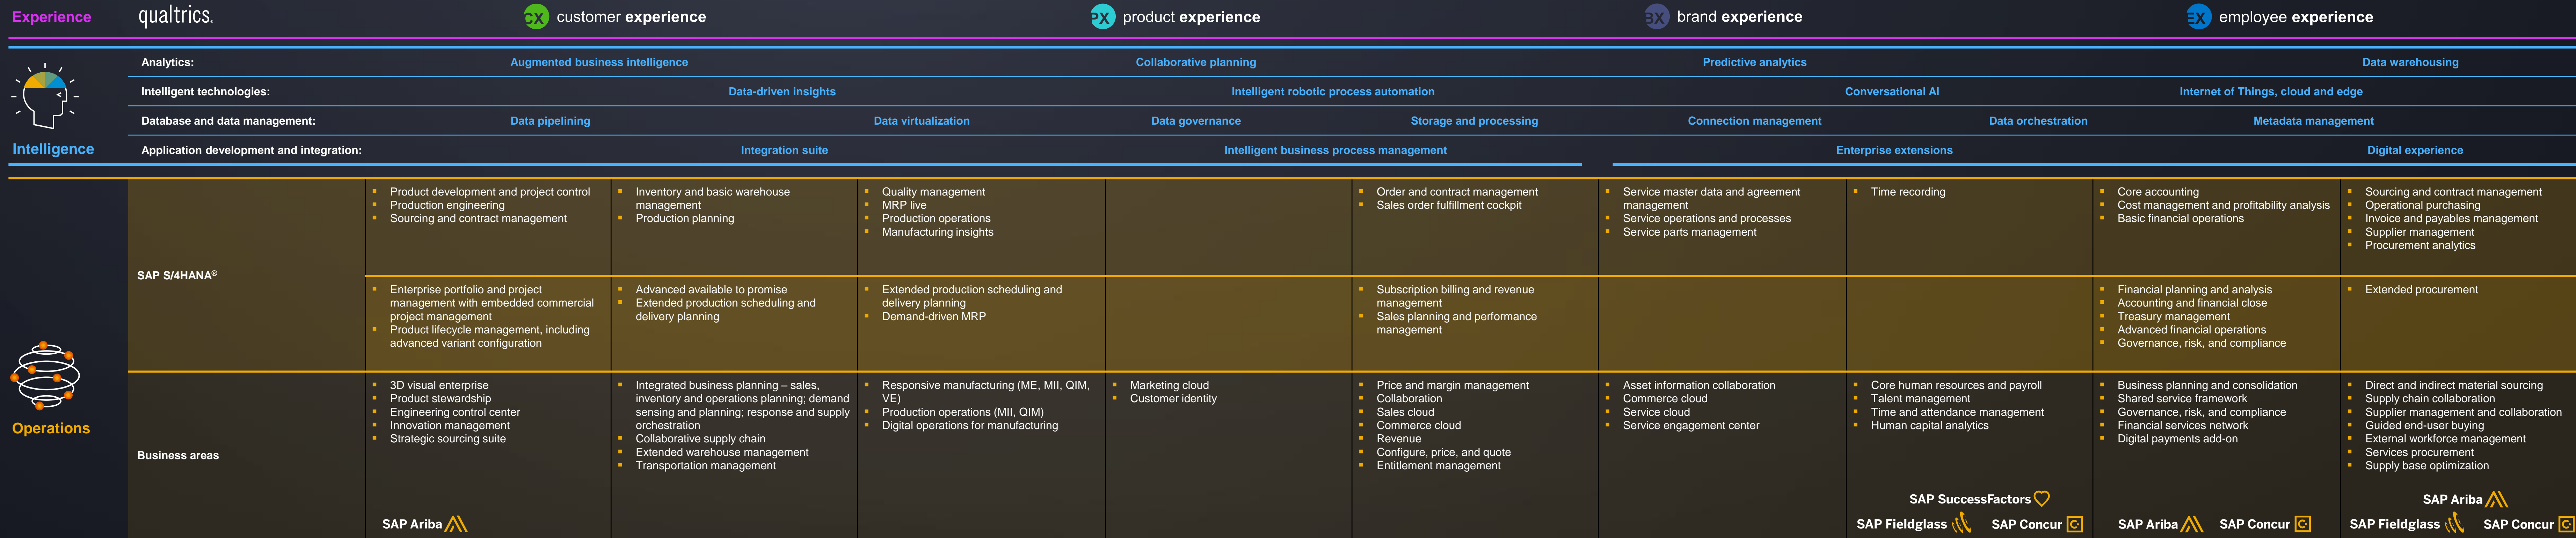 Experience
qualtrics.
CX customer experience
PX product experience
BX brand experience
EX employee experience
Analytics:
Augmented business intelligence
Collaborative planning
Predictive analytics
Data warehousing
Intelligent technologies:
Data-driven insights
Intelligent robotic process automation
Conversational AI
Internet of Things, cloud and edge
Database and data management:
Data pipelining
Data virtualization
Data governance
Storage and processing
Connection management
Data orchestration
Metadata management
Intelligence
Application development and integration:
Integration suite
Intelligent business process management
Enterprise extensions
Digital experience
Operations
SAP S/4HANA®
▪ Product development and project control
▪ Production engineering
▪ Sourcing and contract management
▪ Inventory and basic warehouse
management
▪ Production planning
▪ Quality management
▪ MRP live
▪ Production operations
▪ Manufacturing insights
▪ Order and contract management
▪ Sales order fulfillment cockpit
▪ Service master data and agreement
management
▪ Service operations and processes
▪ Service parts management
▪ Time recording
▪ Core accounting
▪ Cost management and profitability analysis
▪ Basic financial operations
▪ Sourcing and contract management
▪ Operational purchasing
▪ Invoice and payables management
▪ Supplier management
▪ Procurement analytics
▪ Enterprise portfolio and project
management with embedded commercial
project management
▪ Product lifecycle management, including
advanced variant configuration
▪ Advanced available to promise
▪ Extended production scheduling and
delivery planning
▪ Extended production scheduling and
delivery planning
▪ Demand-driven MRP
▪ Subscription billing and revenue
management
▪ Sales planning and performance
management
▪ Financial planning and analysis
▪ Accounting and financial close
▪ Treasury management
▪ Advanced financial operations
▪ Governance, risk, and compliance
▪ Extended procurement
Business areas
▪ 3D visual enterprise
▪ Product stewardship
▪ Engineering control center
▪ Innovation management
▪ Strategic sourcing suite
SAP Ariba
▪ Integrated business planning – sales,
inventory and operations planning; demand
sensing and planning; response and supply
orchestration
▪ Collaborative supply chain
▪ Extended warehouse management
▪ Transportation management
▪ Responsive manufacturing (ME, MII, QIM,
VE)
▪ Production operations (MII, QIM)
▪ Digital operations for manufacturing
▪ Marketing cloud
▪ Customer identity
▪ Price and margin management
▪ Collaboration
▪ Sales cloud
▪ Commerce cloud
▪ Revenue
▪ Configure, price, and quote
▪ Entitlement management
▪ Asset information collaboration
▪ Commerce cloud
▪ Service cloud
▪ Service engagement center
▪ Core human resources and payroll
▪ Talent management
▪ Time and attendance management
▪ Human capital analytics
SAP SuccessFactors
SAP Fieldglass
SAP Concur
▪ Business planning and consolidation
▪ Shared service framework
▪ Governance, risk, and compliance
▪ Financial services network
▪ Digital payments add-on
SAP Ariba
SAP Concur
▪ Direct and indirect material sourcing
▪ Supply chain collaboration
▪ Supplier management and collaboration
▪ Guided end-user buying
▪ External workforce management
▪ Services procurement
▪ Supply base optimization
SAP Ariba
SAP Fieldglass
SAP Concur